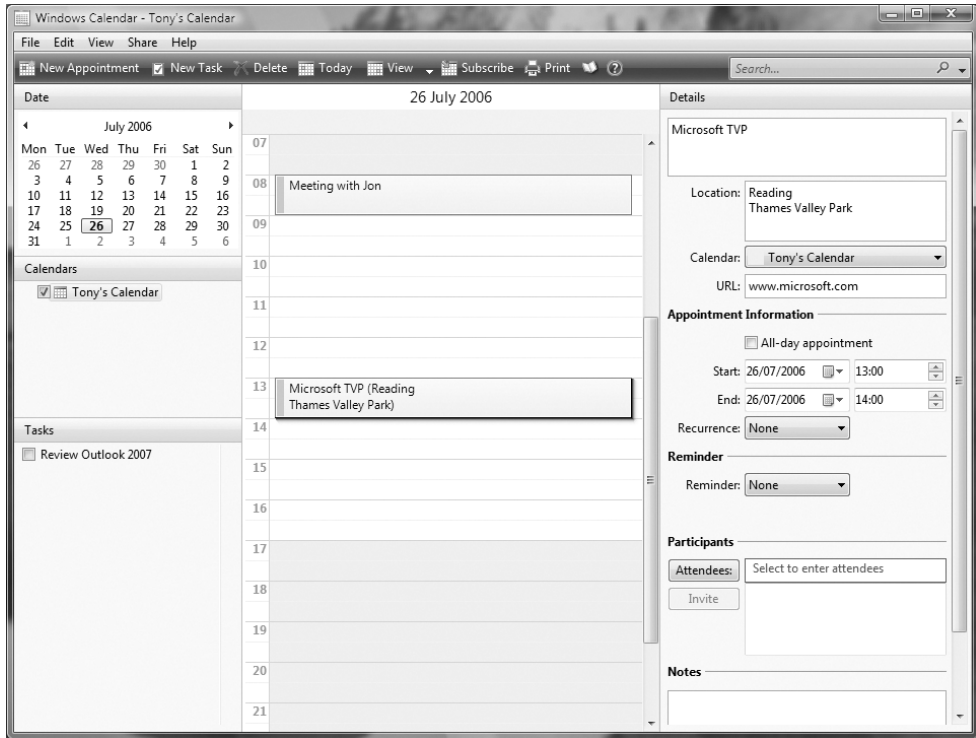 Windows Calendar - Tony's Calendar
File Edit View Share Help
New Appointment New Task Delete Today View Subscribe Print Search...
Date
July 2006
Mon Tue Wed Thu Fri Sat Sun
26 27 28 29 30 1 2
3 4 5 6 7 8 9
10 11 12 13 14 15 16
17 18 19 20 21 22 23
24 25 26 27 28 29 30
31 1 2 3 4 5 6
Calendars
Tony's Calendar
Tasks
Review Outlook 2007
26 July 2006
07
08 Meeting with Jon
09
10
11
12
13 Microsoft TVP (Reading
Thames Valley Park)
14
15
16
17
18
19
20
21
Details
Microsoft TVP
Location: Reading
Thames Valley Park
Calendar: Tony's Calendar
URL: www.microsoft.com
Appointment Information
All-day appointment
Start: 26/07/2006 13:00
End: 26/07/2006 14:00
Recurrence: None
Reminder
Reminder: None
Participants
Attendees: Select to enter attendees
Invite
Notes